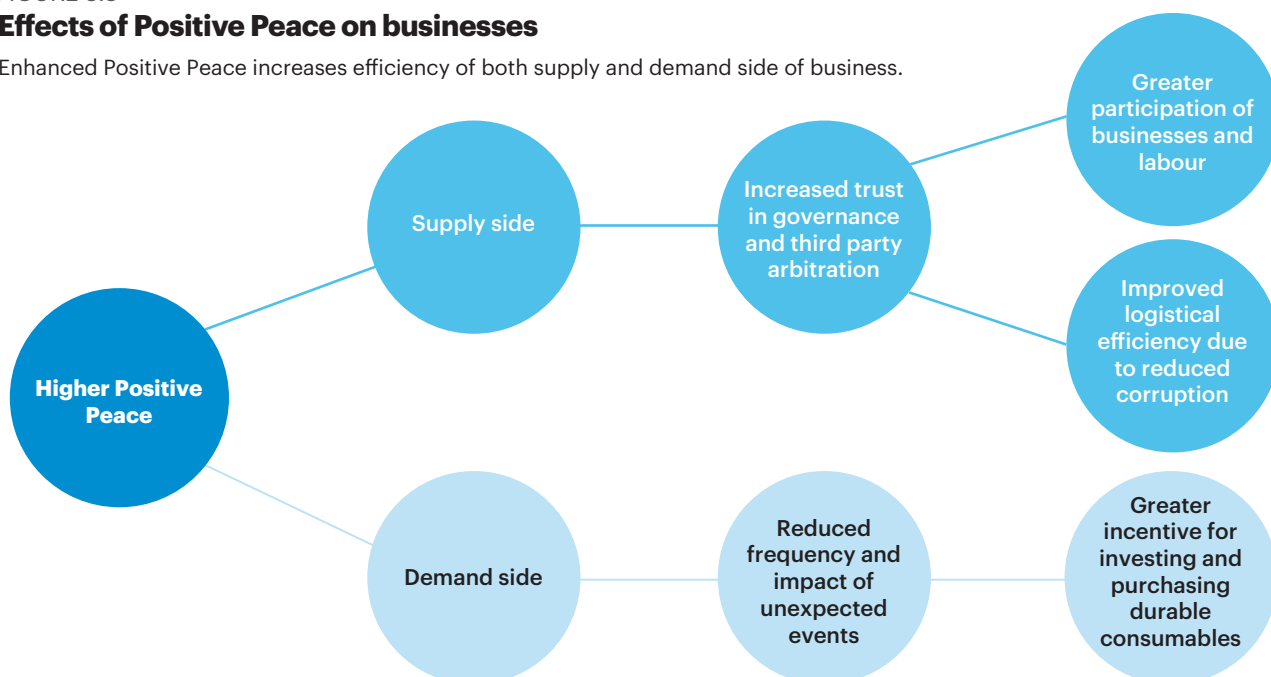 Effects of Positive Peace on businesses
Enhanced Positive Peace increases efficiency of both supply and demand side of business.
Higher Positive
Peace
Supply side
Increased trust
in governance
and third party
arbitration
Greater
participation of
businesses and
labour
Improved
logistical
efficiency due
to reduced
corruption
Demand side
Reduced
frequency and
impact of
unexpected
events
Greater
incentive for
investing and
purchasing
durable
consumables